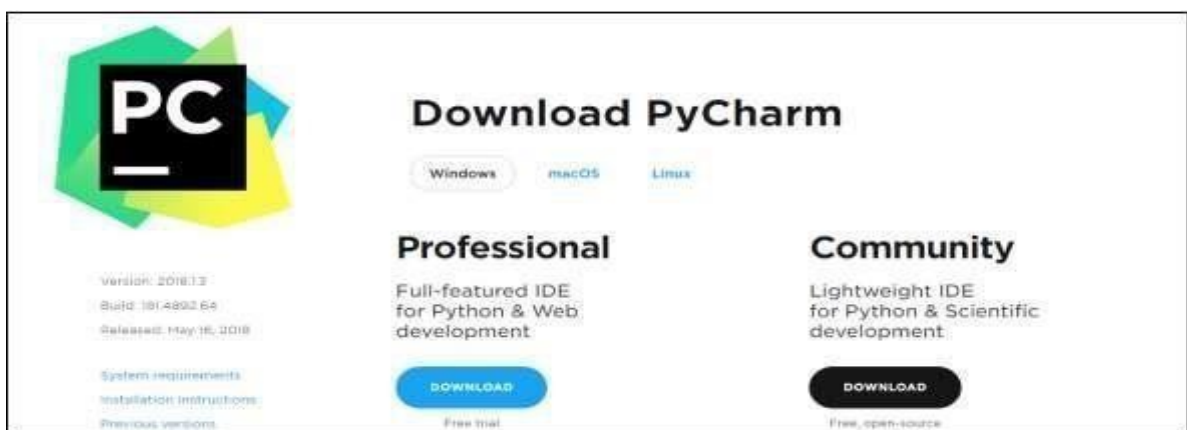 PC
Download PyCharm
Windows macOS Linux
Version: 2018.1.3
Build: 181.4892.64
Released: May 16, 2018
System requirements
Installation Instructions
Previous versions
Professional
Full-featured IDE
for Python & Web
development
DOWNLOAD
Free trial
Community
Lightweight IDE
for Python & Scientific
development
DOWNLOAD
Free, open-source